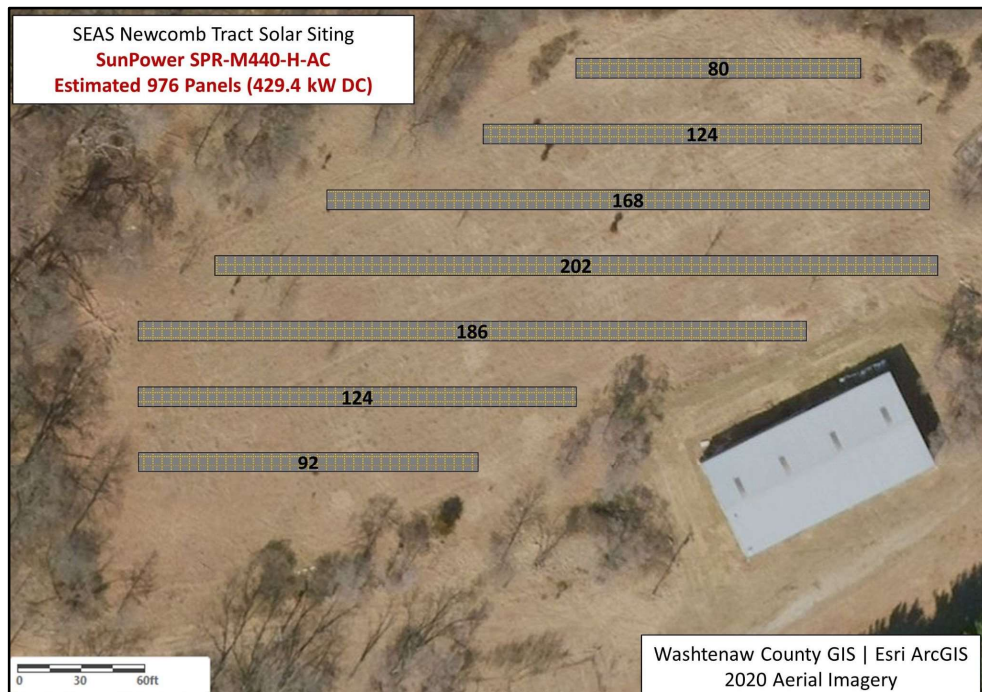 SEAS Newcomb Tract Solar Siting
SunPower SPR-M440-H-AC
Estimated 976 Panels (429.4 kW DC)
80
124
168
202
186
124
92
0 30 60ft
Washtenaw County GIS | Esri ArcGIS
2020 Aerial Imagery